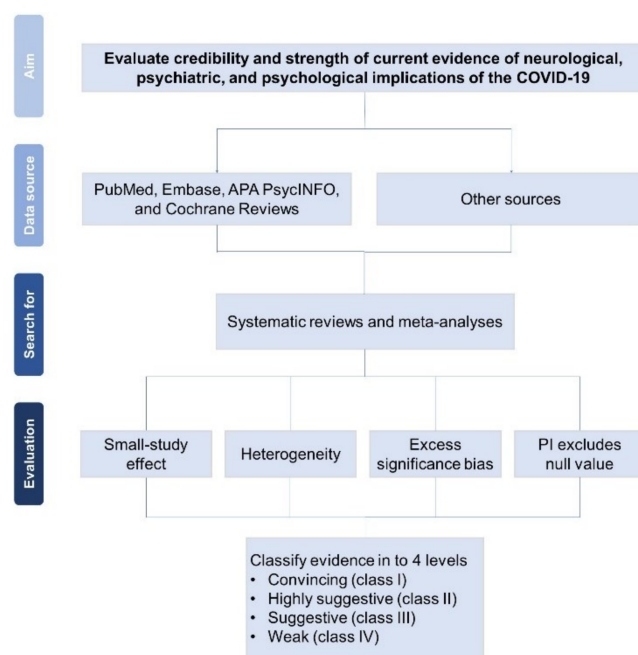 Aim
Evaluate credibility and strength of current evidence of neurological,
psychiatric, and psychological implications of the COVID-19
Data source
PubMed, Embase, APA PsycINFO,
and Cochrane Reviews
Other sources
Search for
Systematic reviews and meta-analyses
Evaluation
Small-study
effect
Heterogeneity
Excess
significance bias
PI excludes
null value
Classify evidence in to 4 levels
• Convincing (class I)
• Highly suggestive (class II)
• Suggestive (class III)
• Weak (class IV)